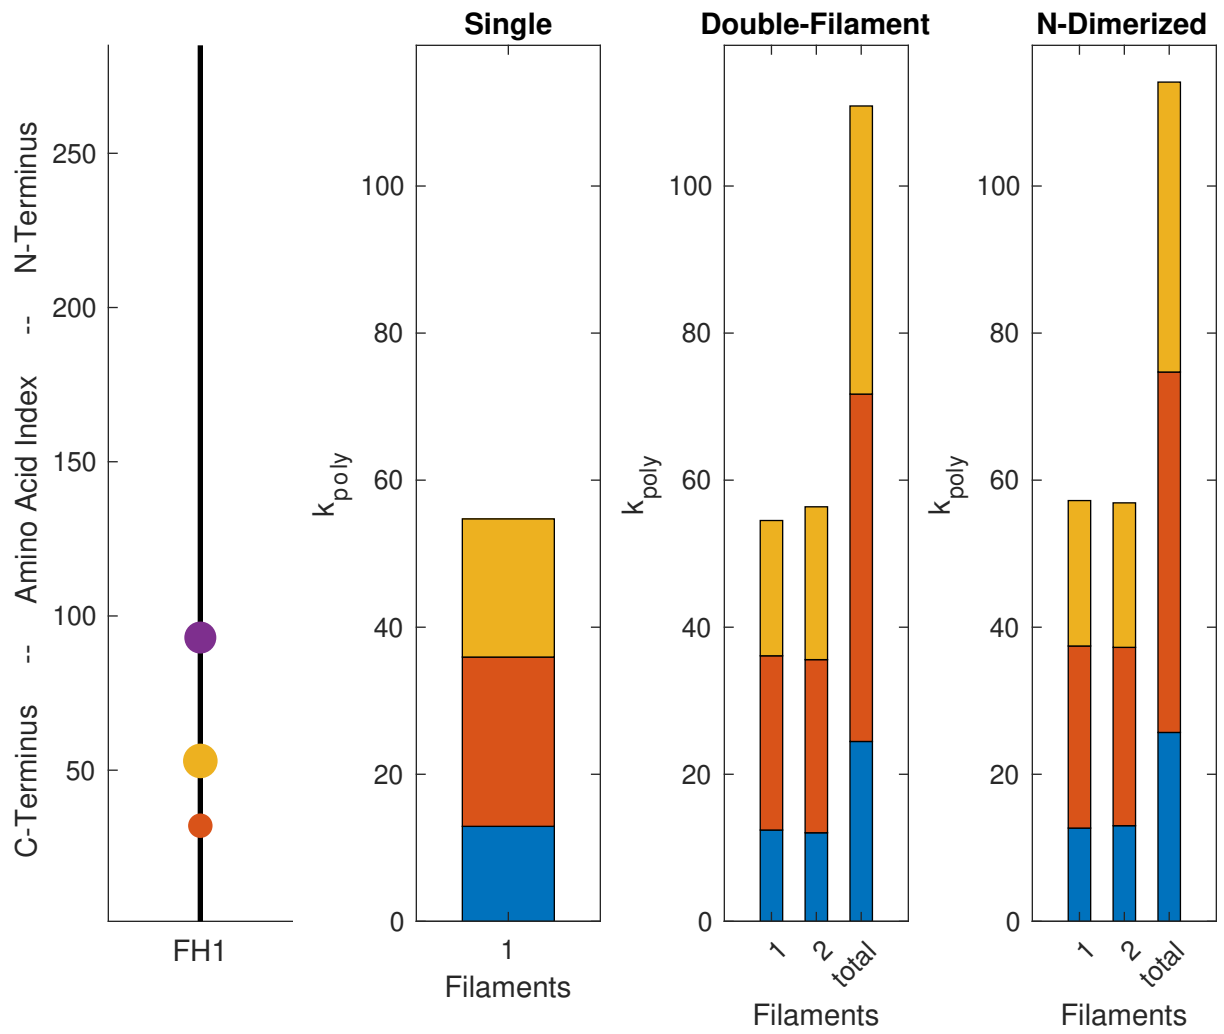 Single
Double-Filament
N-Dimerized
C-Terminus -- Amino Acid Index -- N-Terminus
250
200
150
100
50
FH1
k_poly
100
80
60
40
20
0
1
Filaments
k_poly
100
80
60
40
20
0
1
2
total
Filaments
k_poly
100
80
60
40
20
0
1
2
total
Filaments